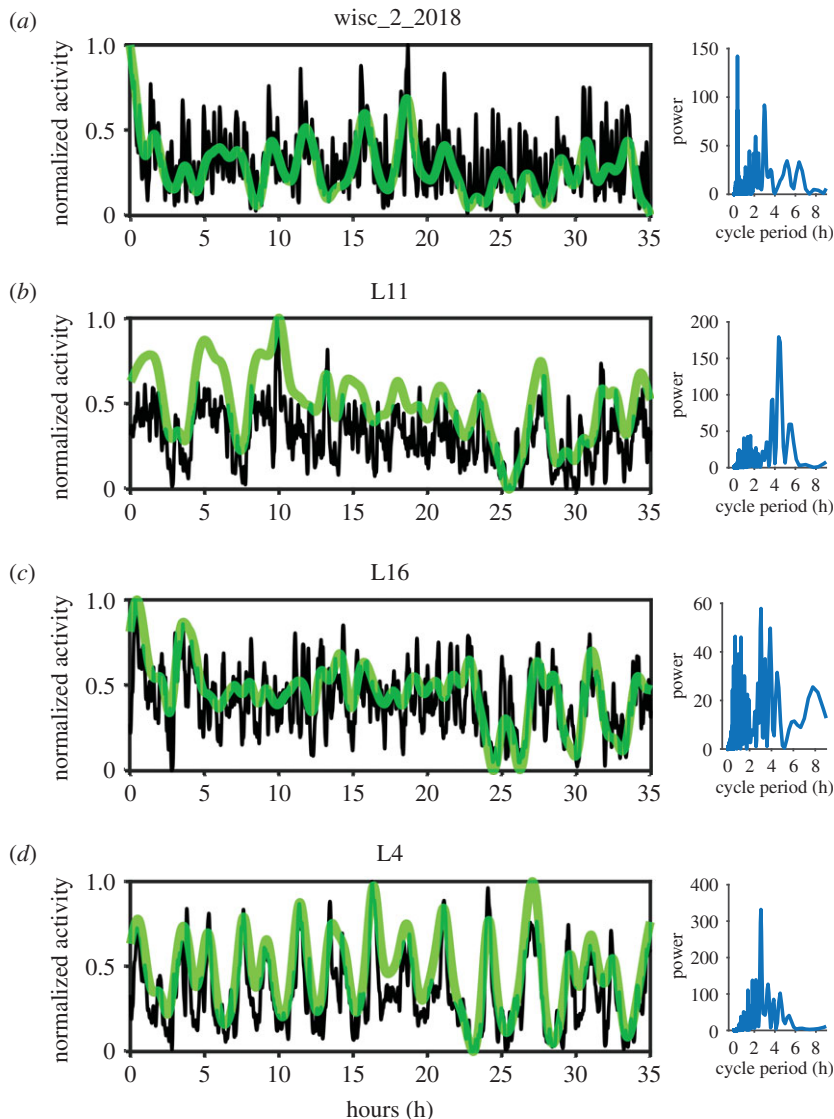 (a)
wisc_2_2018
normalized activity
1.0
0.5
0
0 5 10 15 20 25 30 35
power
150
100
50
0
0 2 4 6 8
cycle period (h)
(b)
L11
normalized activity
1.0
0.5
0
0 5 10 15 20 25 30 35
power
200
150
100
50
0
0 2 4 6 8
cycle period (h)
(c)
L16
normalized activity
1.0
0.5
0
0 5 10 15 20 25 30 35
power
60
40
20
0
0 2 4 6 8
cycle period (h)
(d)
L4
normalized activity
1.0
0.5
0
0 5 10 15 20 25 30 35
hours (h)
power
400
300
200
100
0
0 2 4 6 8
cycle period (h)